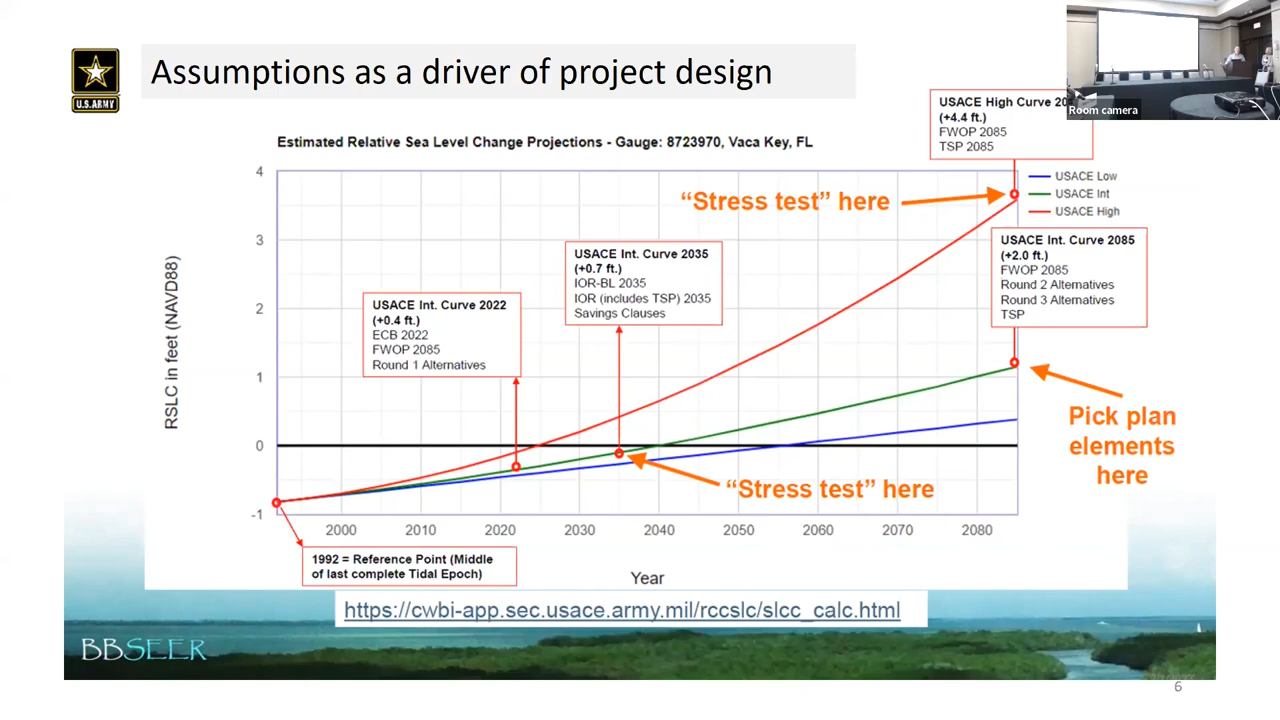 Assumptions as a driver of project design
U.S.ARMY
Room camera
Estimated Relative Sea Level Change Projections - Gauge: 8723970, Vaca Key, FL
USACE High Curve
(+4.4 ft.)
FWOP 2085
TSP 2085
USACE Low
USACE Int
USACE High
"Stress test" here
USACE Int. Curve 2085
(+2.0 ft.)
FWOP 2085
Round 2 Alternatives
Round 3 Alternatives
TSP
USACE Int. Curve 2035
(+0.7 ft.)
IOR-BL 2035
IOR (includes TSP) 2035
Savings Clauses
USACE Int. Curve 2022
(+0.4 ft.)
ECB 2022
FWOP 2085
Round 1 Alternatives
RSLC in feet (NAVD88)
4
3
2
1
0
-1
Pick plan
elements
here
"Stress test" here
2000 2010 2020 2030 2040 2050 2060 2070 2080
1992 = Reference Point (Middle
of last complete Tidal Epoch)
Year
https://cwbi-app.sec.usace.army.mil/rccslc/slcc_calc.html
BBSEER
6